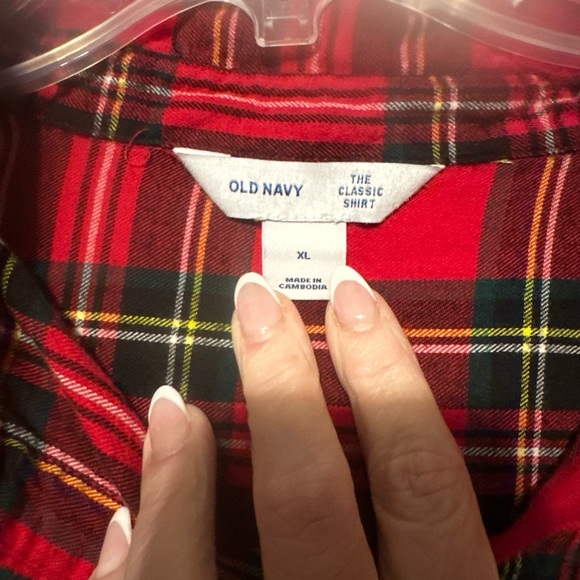 OLD NAVY
THE
CLASSIC
SHIRT
XL
MADE IN
CAMBODIA